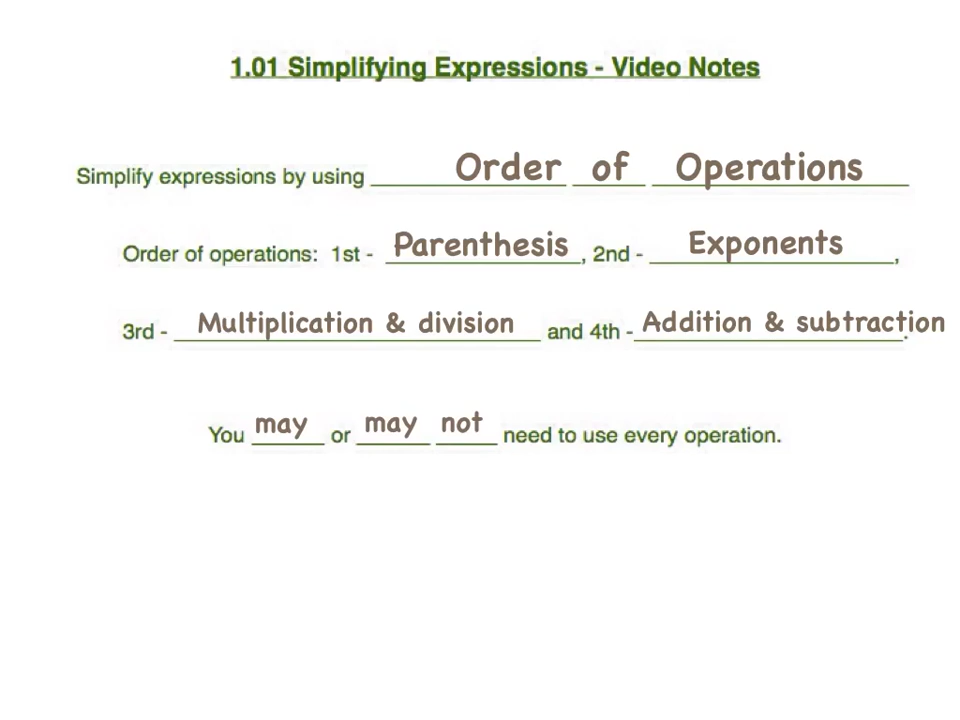 1.01 Simplifying Expressions - Video Notes
Simplify expressions by using Order of Operations
Order of operations: 1st - Parenthesis, 2nd - Exponents,
3rd - Multiplication & division and 4th - Addition & subtraction.
You may or may not need to use every operation.